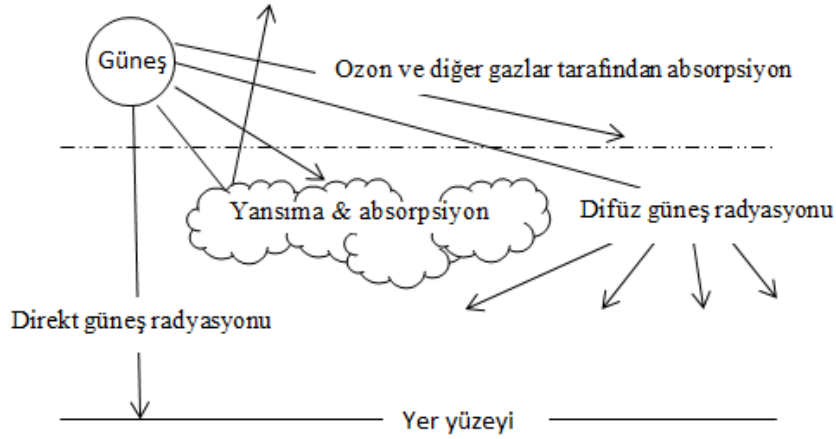 Güneş
Ozon ve diğer gazlar tarafından absorpsiyon
Yansıma & absorpsiyon
Difüz güneş radyasyonu
Direkt güneş radyasyonu
Yer yüzeyi